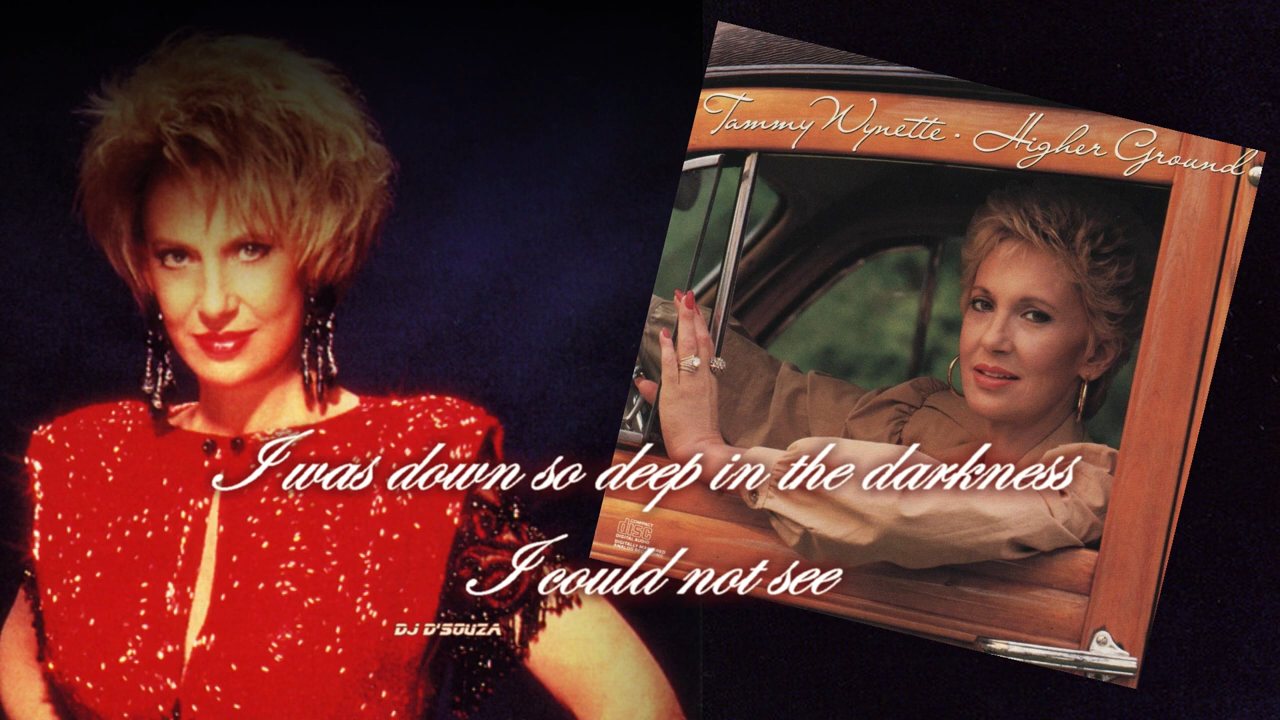 Tammy Wynette · Higher Ground
I was down so deep in the darkness
COMPACT
disc
DIGITAL AUDIO
I could not see
DJ D'SOUZA